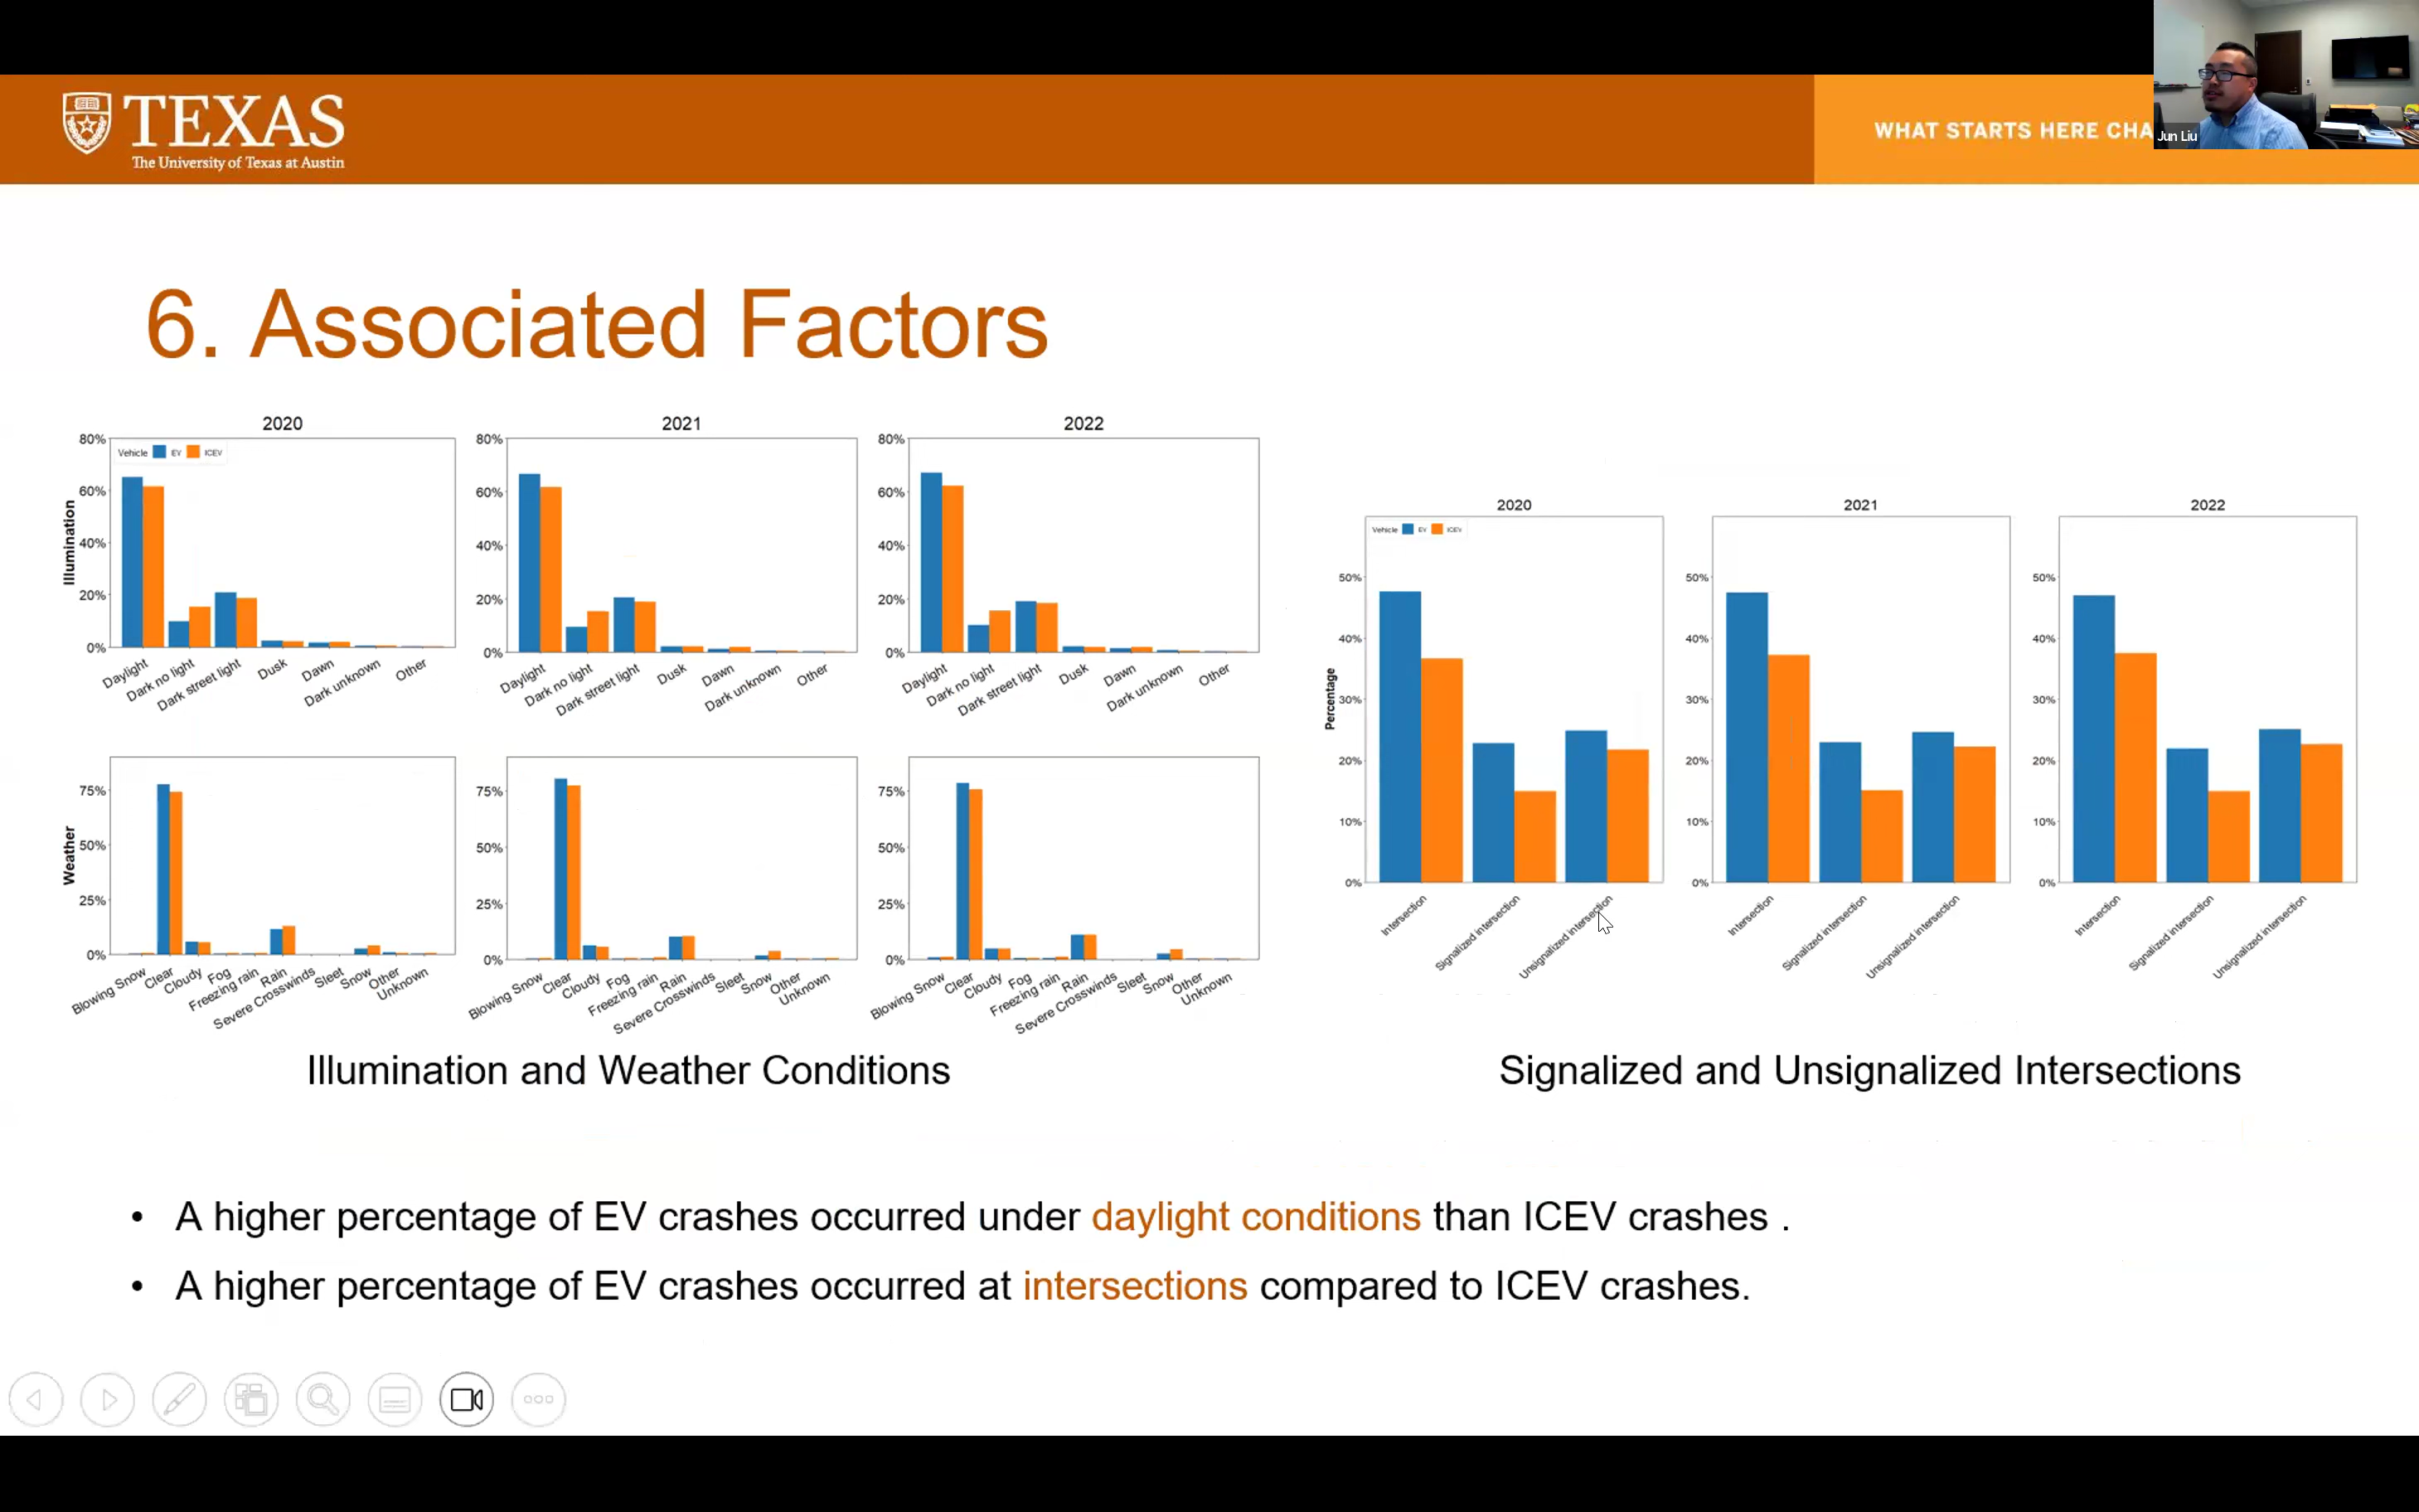 TEXAS
The University of Texas at Austin
WHAT STARTS HERE CHA
Jun Liu
6. Associated Factors
2020
2021
2022
Illumination
80%
60%
40%
20%
0%
Vehicle EV ICEV
Daylight
Dark no light
Dark street light
Dusk
Dawn
Dark unknown
Other
80%
60%
40%
20%
0%
Daylight
Dark no light
Dark street light
Dusk
Dawn
Dark unknown
Other
80%
60%
40%
20%
0%
Daylight
Dark no light
Dark street light
Dusk
Dawn
Dark unknown
Other
Weather
75%
50%
25%
0%
Blowing Snow
Clear
Cloudy
Fog
Freezing rain
Rain
Severe Crosswinds
Sleet
Snow
Other
Unknown
75%
50%
25%
0%
Blowing Snow
Clear
Cloudy
Fog
Freezing rain
Rain
Severe Crosswinds
Sleet
Snow
Other
Unknown
75%
50%
25%
0%
Blowing Snow
Clear
Cloudy
Fog
Freezing rain
Rain
Severe Crosswinds
Sleet
Snow
Other
Unknown
Illumination and Weather Conditions
2020
2021
2022
Percentage
Vehicle EV ICEV
50%
40%
30%
20%
10%
0%
Intersection
Signalized intersection
Unsignalized intersection
50%
40%
30%
20%
10%
0%
Intersection
Signalized intersection
Unsignalized intersection
50%
40%
30%
20%
10%
0%
Intersection
Signalized intersection
Unsignalized intersection
Signalized and Unsignalized Intersections
• A higher percentage of EV crashes occurred under daylight conditions than ICEV crashes .
• A higher percentage of EV crashes occurred at intersections compared to ICEV crashes.